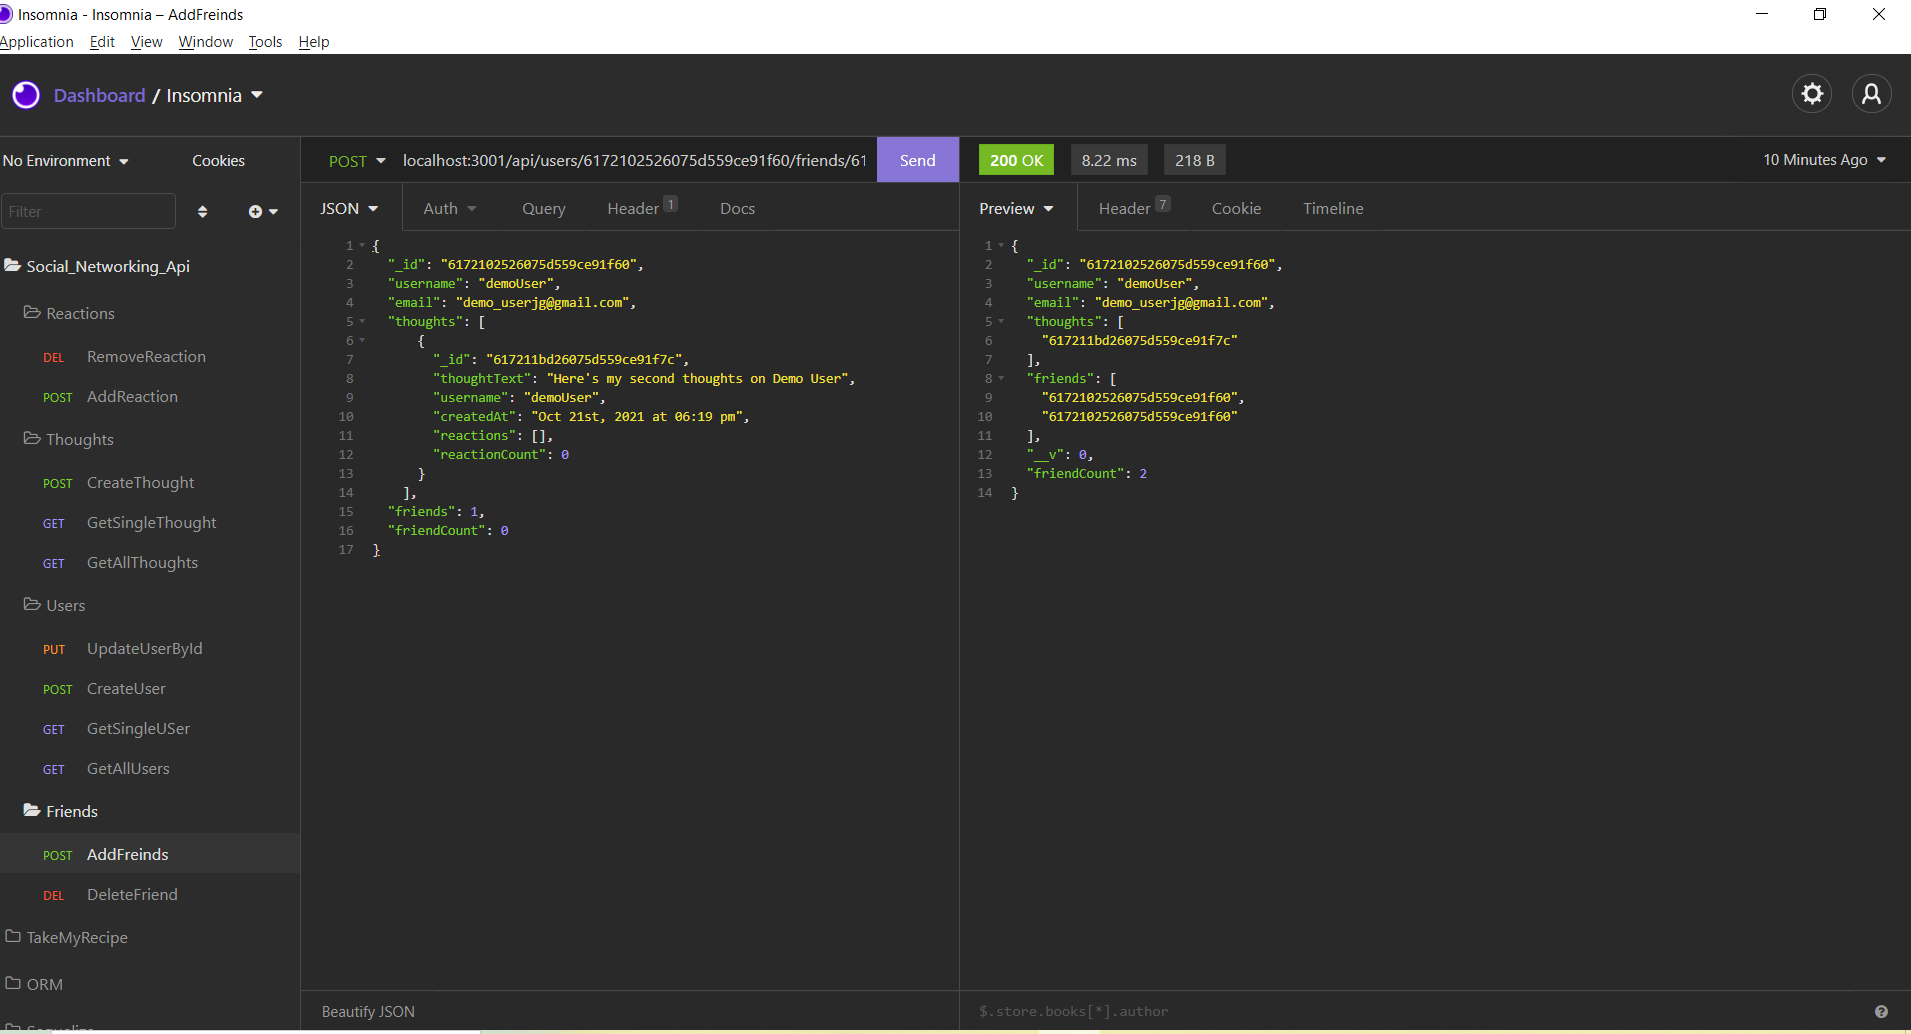 Insomnia - Insomnia – AddFreinds
Application Edit View Window Tools Help
Dashboard / Insomnia
No Environment
Cookies
Filter
Social_Networking_Api
Reactions
DEL RemoveReaction
POST AddReaction
Thoughts
POST CreateThought
GET GetSingleThought
GET GetAllThoughts
Users
PUT UpdateUserById
POST CreateUser
GET GetSingleUSer
GET GetAllUsers
Friends
POST AddFreinds
DEL DeleteFriend
TakeMyRecipe
ORM
Sequelize
POST localhost:3001/api/users/6172102526075d559ce91f60/friends/61 Send
JSON Auth Query Header 1 Docs
1 {
2 "_id": "6172102526075d559ce91f60",
3 "username": "demoUser",
4 "email": "demo_userjg@gmail.com",
5 "thoughts": [
6 {
7 "_id": "617211bd26075d559ce91f7c",
8 "thoughtText": "Here's my second thoughts on Demo User",
9 "username": "demoUser",
10 "createdAt": "Oct 21st, 2021 at 06:19 pm",
11 "reactions": [],
12 "reactionCount": 0
13 }
14 ],
15 "friends": 1,
16 "friendCount": 0
17 }
Beautify JSON
200 OK 8.22 ms 218 B 10 Minutes Ago
Preview Header 7 Cookie Timeline
1 {
2 "_id": "6172102526075d559ce91f60",
3 "username": "demoUser",
4 "email": "demo_userjg@gmail.com",
5 "thoughts": [
6 "617211bd26075d559ce91f7c"
7 ],
8 "friends": [
9 "6172102526075d559ce91f60",
10 "6172102526075d559ce91f60"
11 ],
12 "__v": 0,
13 "friendCount": 2
14 }
$.store.books[*].author